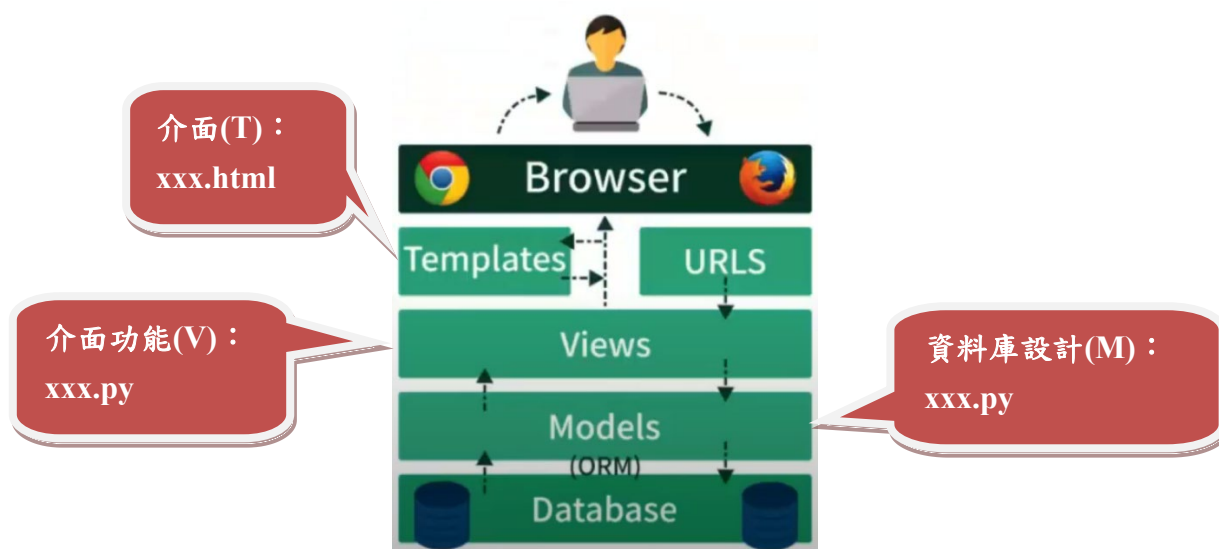 介面(T)：
xxx.html
Browser
Templates
URLS
介面功能(V)：
xxx.py
Views
資料庫設計(M)：
xxx.py
Models
(ORM)
Database